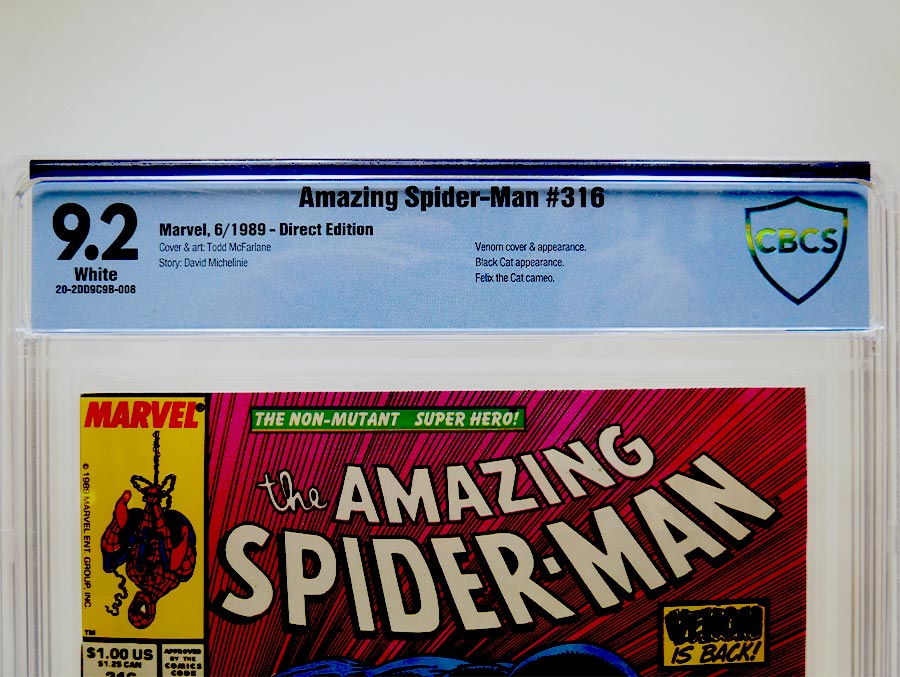 Amazing Spider-Man #316
9.2
White
20-2DD9C9B-008
Marvel, 6/1989 - Direct Edition
Cover & art: Todd McFarlane
Story: David Michelinie
Venom cover & appearance.
Black Cat appearance.
Felix the Cat cameo.
CBCS
MARVEL®
© 1989 MARVEL ENT. GROUP, INC.
TM
$1.00 US
$1.25 CAN
316
APPROVED
BY THE
COMICS
CODE
THE NON-MUTANT SUPER HERO!
the AMAZING
SPIDER-MAN
VENOM
IS BACK!